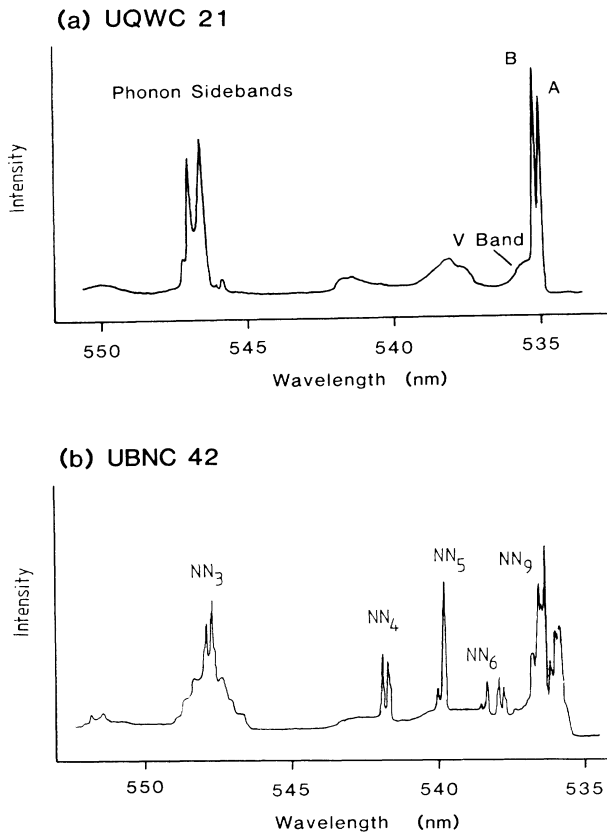 (a) UQWC 21
B
A
Phonon Sidebands
V Band
Intensity
550 545 540 535
Wavelength (nm)
(b) UBNC 42
NN₃
NN₄
NN₅
NN₆
NN₉
Intensity
550 545 540 535
Wavelength (nm)